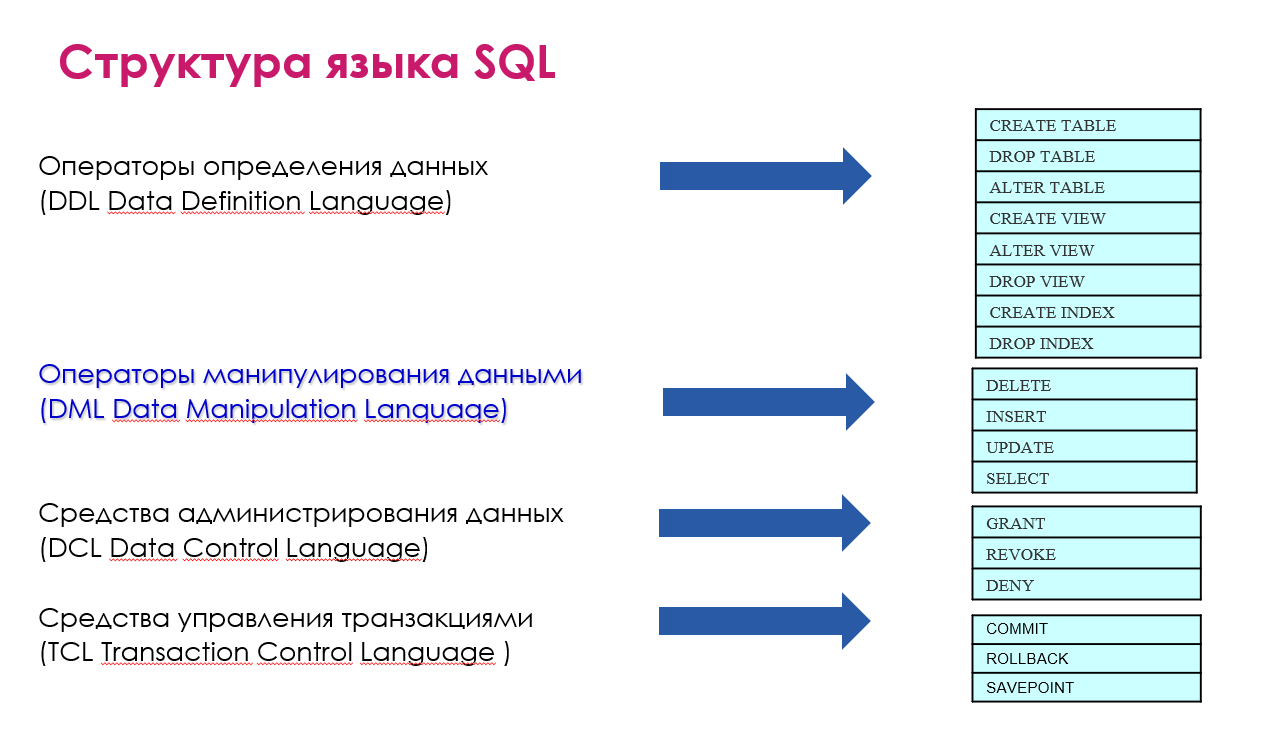 Структура языка SQL
Операторы определения данных
(DDL Data Definition Language)
CREATE TABLE
DROP TABLE
ALTER TABLE
CREATE VIEW
ALTER VIEW
DROP VIEW
CREATE INDEX
DROP INDEX
Операторы манипулирования данными
(DML Data Manipulation Language)
DELETE
INSERT
UPDATE
SELECT
Средства администрирования данных
(DCL Data Control Language)
GRANT
REVOKE
DENY
Средства управления транзакциями
(TCL Transaction Control Language )
COMMIT
ROLLBACK
SAVEPOINT